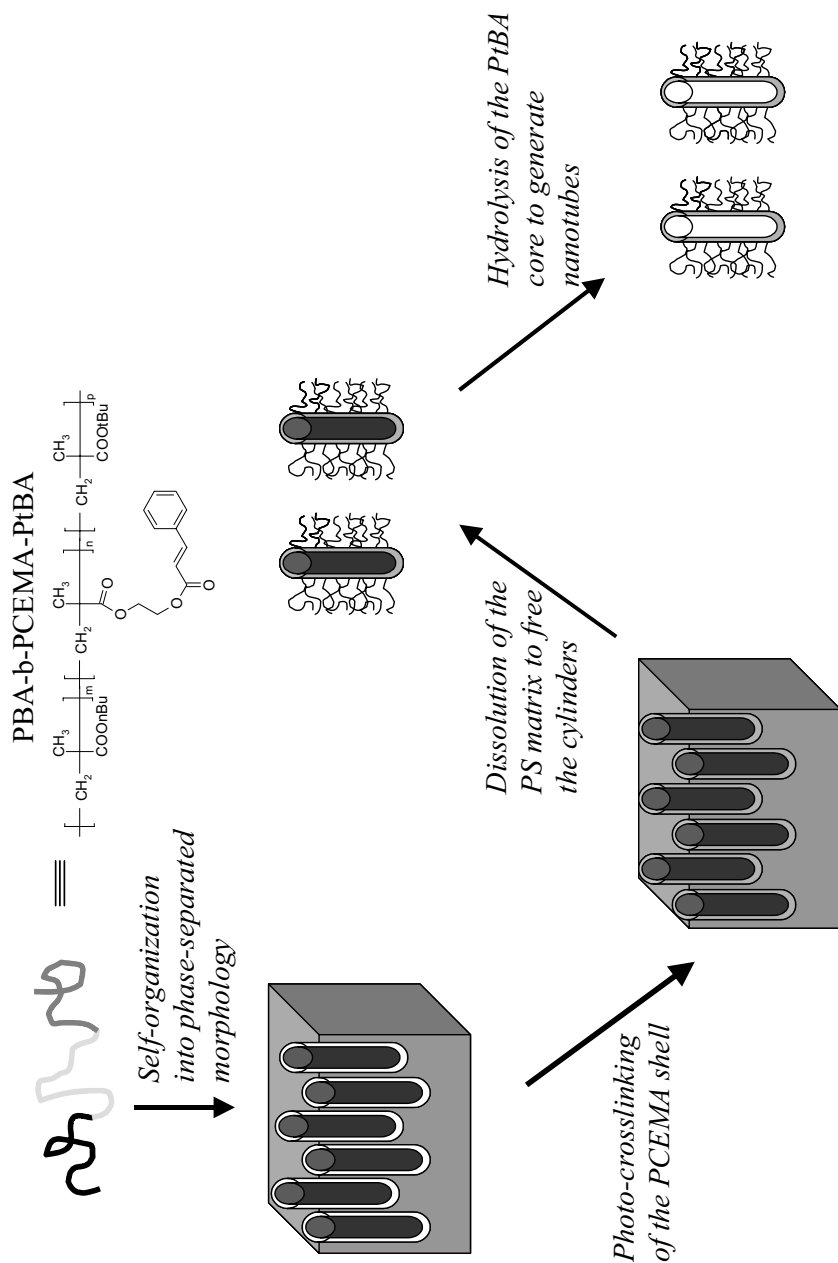 PBA-b-PCEMA-PtBA
CH₂
CH₃
COOnBu
m
CH₂
CH₃
n
O
O
O
O
CH₂
CH₃
COOtBu
p
Self-organization
into phase-separated
morphology
Photo-crosslinking
of the PCEMA shell
Dissolution of the
PS matrix to free
the cylinders
Hydrolysis of the PtBA
core to generate
nanotubes